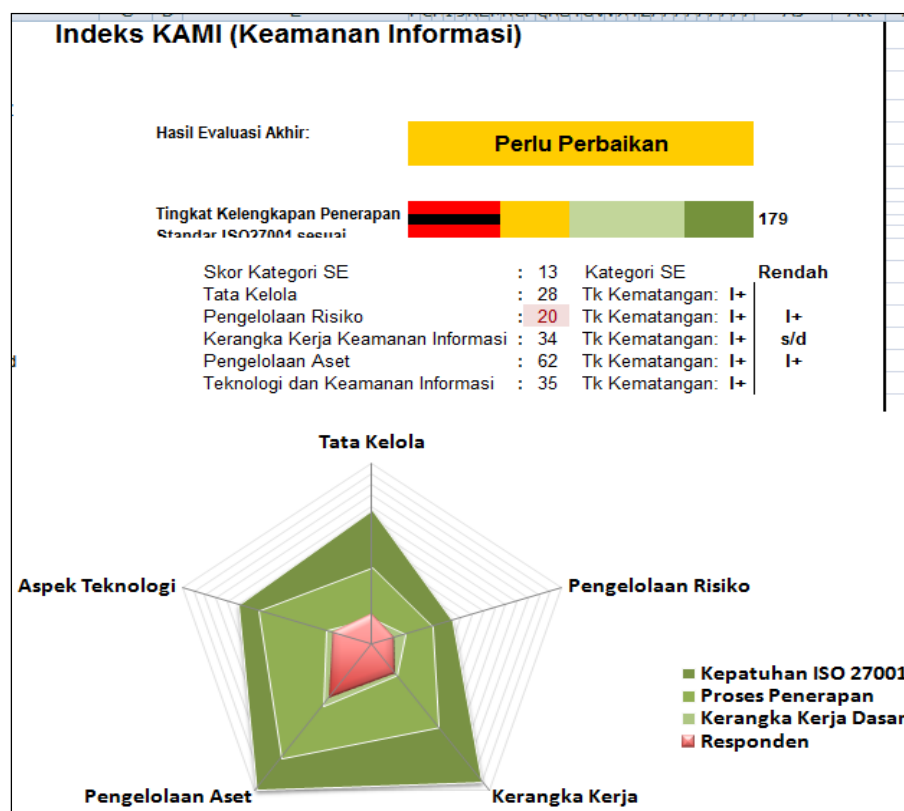 Indeks KAMI (Keamanan Informasi)
Hasil Evaluasi Akhir:
Perlu Perbaikan
Tingkat Kelengkapan Penerapan
Standar ISO27001 sesuai
179
Skor Kategori SE : 13 Kategori SE Rendah
Tata Kelola : 28 Tk Kematangan: I+
Pengelolaan Risiko : 20 Tk Kematangan: I+ I+
Kerangka Kerja Keamanan Informasi : 34 Tk Kematangan: I+ s/d
Pengelolaan Aset : 62 Tk Kematangan: I+ I+
Teknologi dan Keamanan Informasi : 35 Tk Kematangan: I+
Tata Kelola
Aspek Teknologi
Pengelolaan Risiko
Kepatuhan ISO 27001
Proses Penerapan
Kerangka Kerja Dasar
Responden
Pengelolaan Aset
Kerangka Kerja